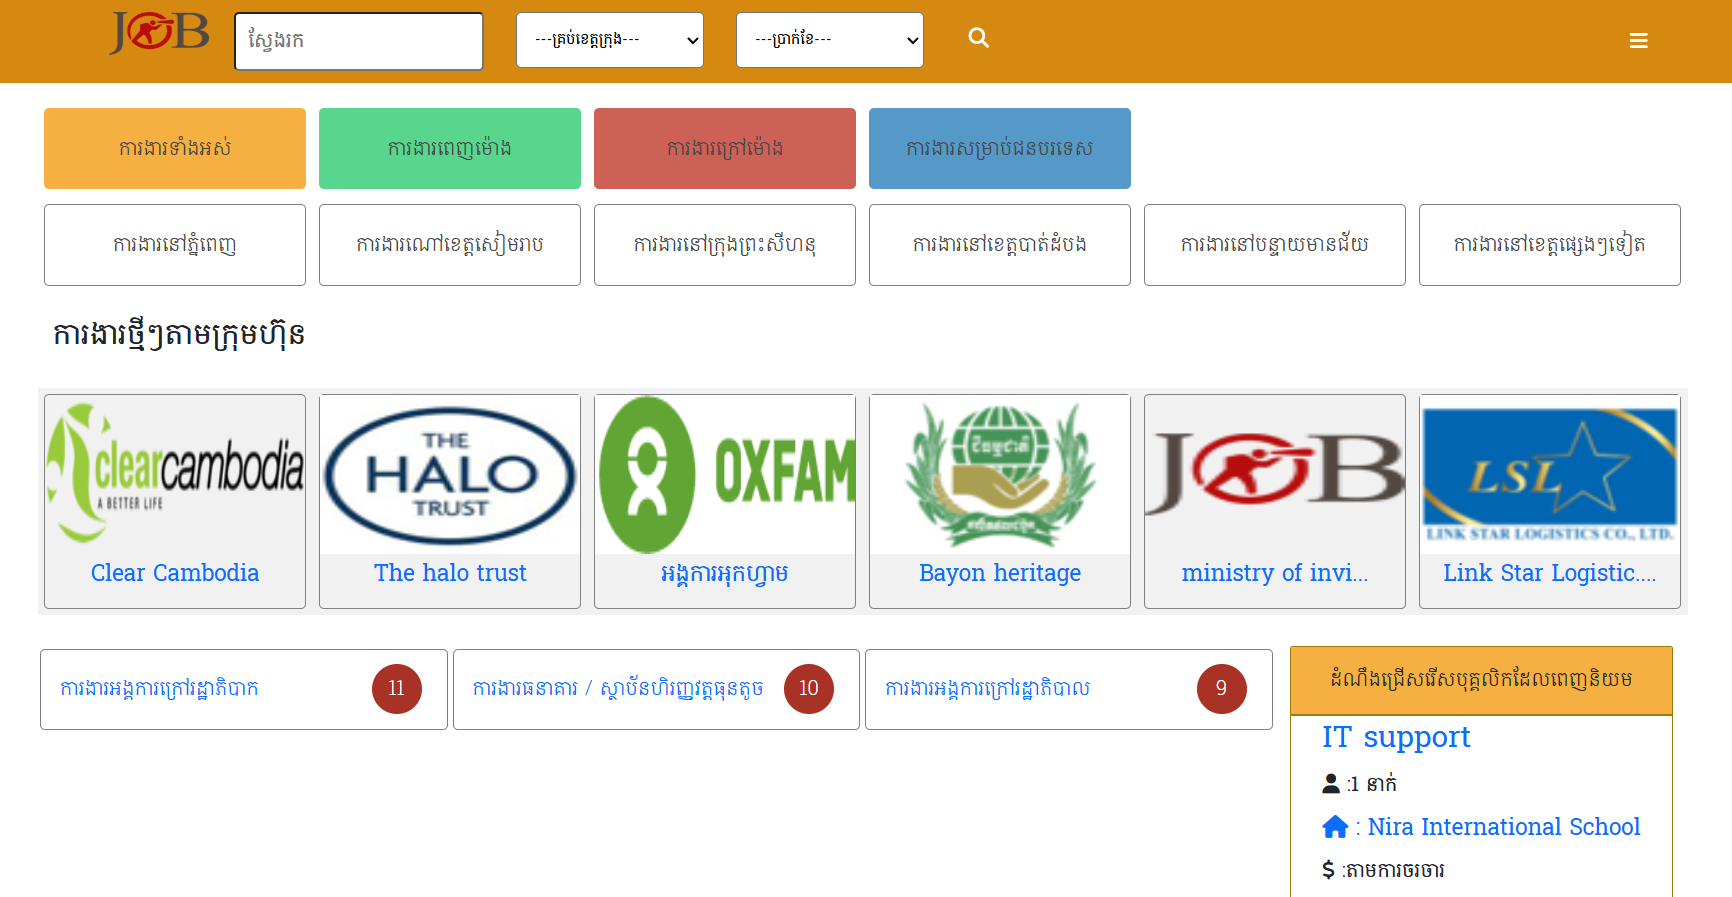 JOB
ស្វែងរក
---គ្រប់ខេត្តក្រុង---
---ប្រាក់ខែ---
ការងារទាំងអស់
ការងារពេញម៉ោង
ការងារក្រៅម៉ោង
ការងារសម្រាប់ជនបរទេស
ការងារនៅភ្នំពេញ
ការងារណៅខេត្តសៀមរាប
ការងារនៅក្រុងព្រះសីហនុ
ការងារនៅខេត្តបាត់ដំបង
ការងារនៅបន្ទាយមានជ័យ
ការងារនៅខេត្តផ្សេងៗទៀត
ការងារថ្មីៗតាមក្រុមហ៊ុន
clearcambodia
A BETTER LIFE
THE
HALO
TRUST
OXFAM
JOB
LSL
LINK STAR LOGISTICS CO., LTD.
Clear Cambodia
The halo trust
អង្គការអុកហ្វាម
Bayon heritage
ministry of invi...
Link Star Logistic....
ការងារអង្គការក្រៅរដ្ឋាភិបាក
11
ការងារធនាគារ / ស្ថាប័នហិរញ្ញវត្តធុនតូច
10
ការងារអង្គការក្រៅរដ្ឋាភិបាល
9
ដំណឹងជ្រើសរើសបុគ្គលិកដែលពេញនិយម
IT support
:1 នាក់
: Nira International School
$ :តាមការចរចារ